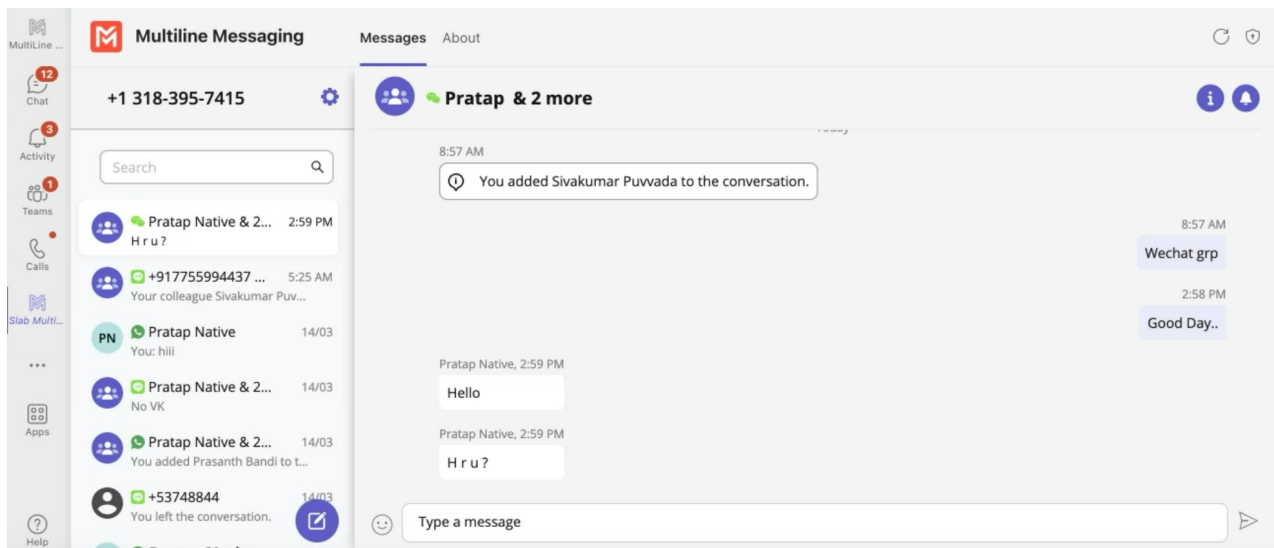 MultiLine ...
12
Chat
3
Activity
1
Teams
Calls
Slab Multi...
Apps
Help
Multiline Messaging
+1 318-395-7415
Search
Pratap Native & 2... 2:59 PM
H r u ?
+917755994437 ... 5:25 AM
Your colleague Sivakumar Puv...
PN
Pratap Native 14/03
You: hiii
Pratap Native & 2... 14/03
No VK
Pratap Native & 2... 14/03
You added Prasanth Bandi to t...
+53748844 14/03
You left the conversation.
Messages About
Pratap & 2 more
Today
8:57 AM
You added Sivakumar Puvvada to the conversation.
8:57 AM
Wechat grp
2:58 PM
Good Day..
Pratap Native, 2:59 PM
Hello
Pratap Native, 2:59 PM
H r u ?
Type a message